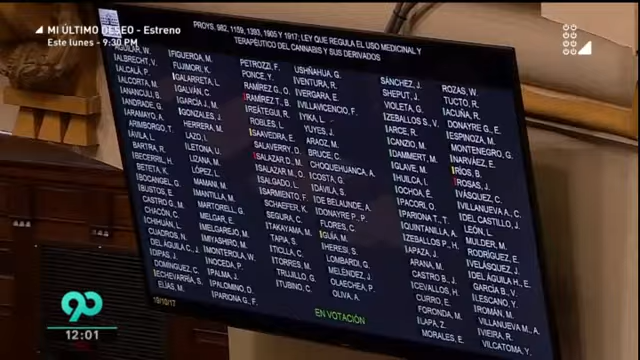 MI ÚLTIMO DESEO - Estreno
Este lunes - 9:30 PM
PROYS. 982, 1159, 1393, 1905 Y 1917; LEY QUE REGULA EL USO MEDICINAL Y
TERAPÉUTICO DEL CANNABIS Y SUS DERIVADOS
AGUILAR, W.
ALBRECHT, V.
ALCALÁ, P.
ALCORTA, M.
ANANCULI, B.
ANDRADE, G.
ARAMAYO, A.
ARIMBORGO, T.
ÁVILA, L.
BARTRA, R.
BECERRIL, H.
BETETA, K.
BOCANGEL, G.
BUSTOS, E.
CASTRO, G.
CHACÓN, C.
CHIHUÁN, L.
CUADROS, N.
DEL ÁGUILA C., J.
DIPAS, J.
DOMÍNGUEZ, C.
ECHEVARRÍA, S.
ELÍAS, M.
FIGUEROA, M.
FUJIMORI, K.
GALARRETA, L.
GALVÁN, C.
GARCÍA J., M.
GONZALES, J.
HERRERA, M.
LAZO, I.
LETONA, U.
LIZANA, M.
LÓPEZ, L.
MAMANI, M.
MANTILLA, M.
MARTORELL, G.
MELGAR, E.
MELGAREJO, M.
MIYASHIRO, M.
MONTEROLA, W.
NOCEDA, P.
PALMA, J.
PALOMINO, D.
PARIONA G., F.
PETROZZI, F.
PONCE, Y.
RAMÍREZ G., O.
RAMÍREZ T., B.
REÁTEGUI, R.
ROBLES, L.
SAAVEDRA, E.
SALAVERRY, D.
SALAZAR D., M.
SALAZAR M., O.
SALGADO, L.
SARMIENTO, F.
SCHAEFER, K.
SEGURA, C.
TAKAYAMA, M.
TAPIA, S.
TICLLA, C.
TORRES, M.
TRUJILLO, G.
TUBINO, C.
USHÑAHUA, G.
VENTURA, R.
VERGARA, E.
VILLAVICENCIO, F.
YIKA, L.
YUYES, J.
ARAOZ, M.
BRUCE, C.
CHOQUEHUANCA, A.
COSTA, G.
DÁVILA, S.
DE BELAUNDE, A.
DONAYRE P., P.
FLORES, C.
GUÍA, M.
HERESI, S.
LOMBARDI, G.
MELÉNDEZ, J.
OLAECHEA, P.
OLIVA, A.
SÁNCHEZ, J.
SHEPUT, J.
VIOLETA, G.
ZEBALLOS S., V.
ARCE, R.
CANZIO, M.
DAMMERT, M.
GLAVE, M.
HUILCA, I.
OCHOA, E.
PACORI, O.
PARIONA T., T.
QUINTANILLA, A.
ZEBALLOS P., H.
APAZA, J.
ARANA, M.
CASTRO B., J.
CEVALLOS, H.
CURRO, E.
FORONDA, M.
LAPA, Z.
MORALES, E.
ROZAS, W.
TUCTO, R.
ACUÑA, R.
DONAYRE G., E.
ESPINOZA, M.
MONTENEGRO, G.
NARVÁEZ, E.
RÍOS, B.
ROSAS, J.
VÁSQUEZ, C.
VILLANUEVA A., C.
DEL CASTILLO, J.
LEÓN, L.
MULDER, M.
RODRÍGUEZ, E.
VELÁSQUEZ, J.
DEL ÁGUILA H., E.
GARCÍA B., V.
LESCANO, Y.
ROMÁN, M.
VILLANUEVA M., A.
VIEIRA, R.
VILCATOMA, Y.
19/10/17
EN VOTACIÓN
90
12:01